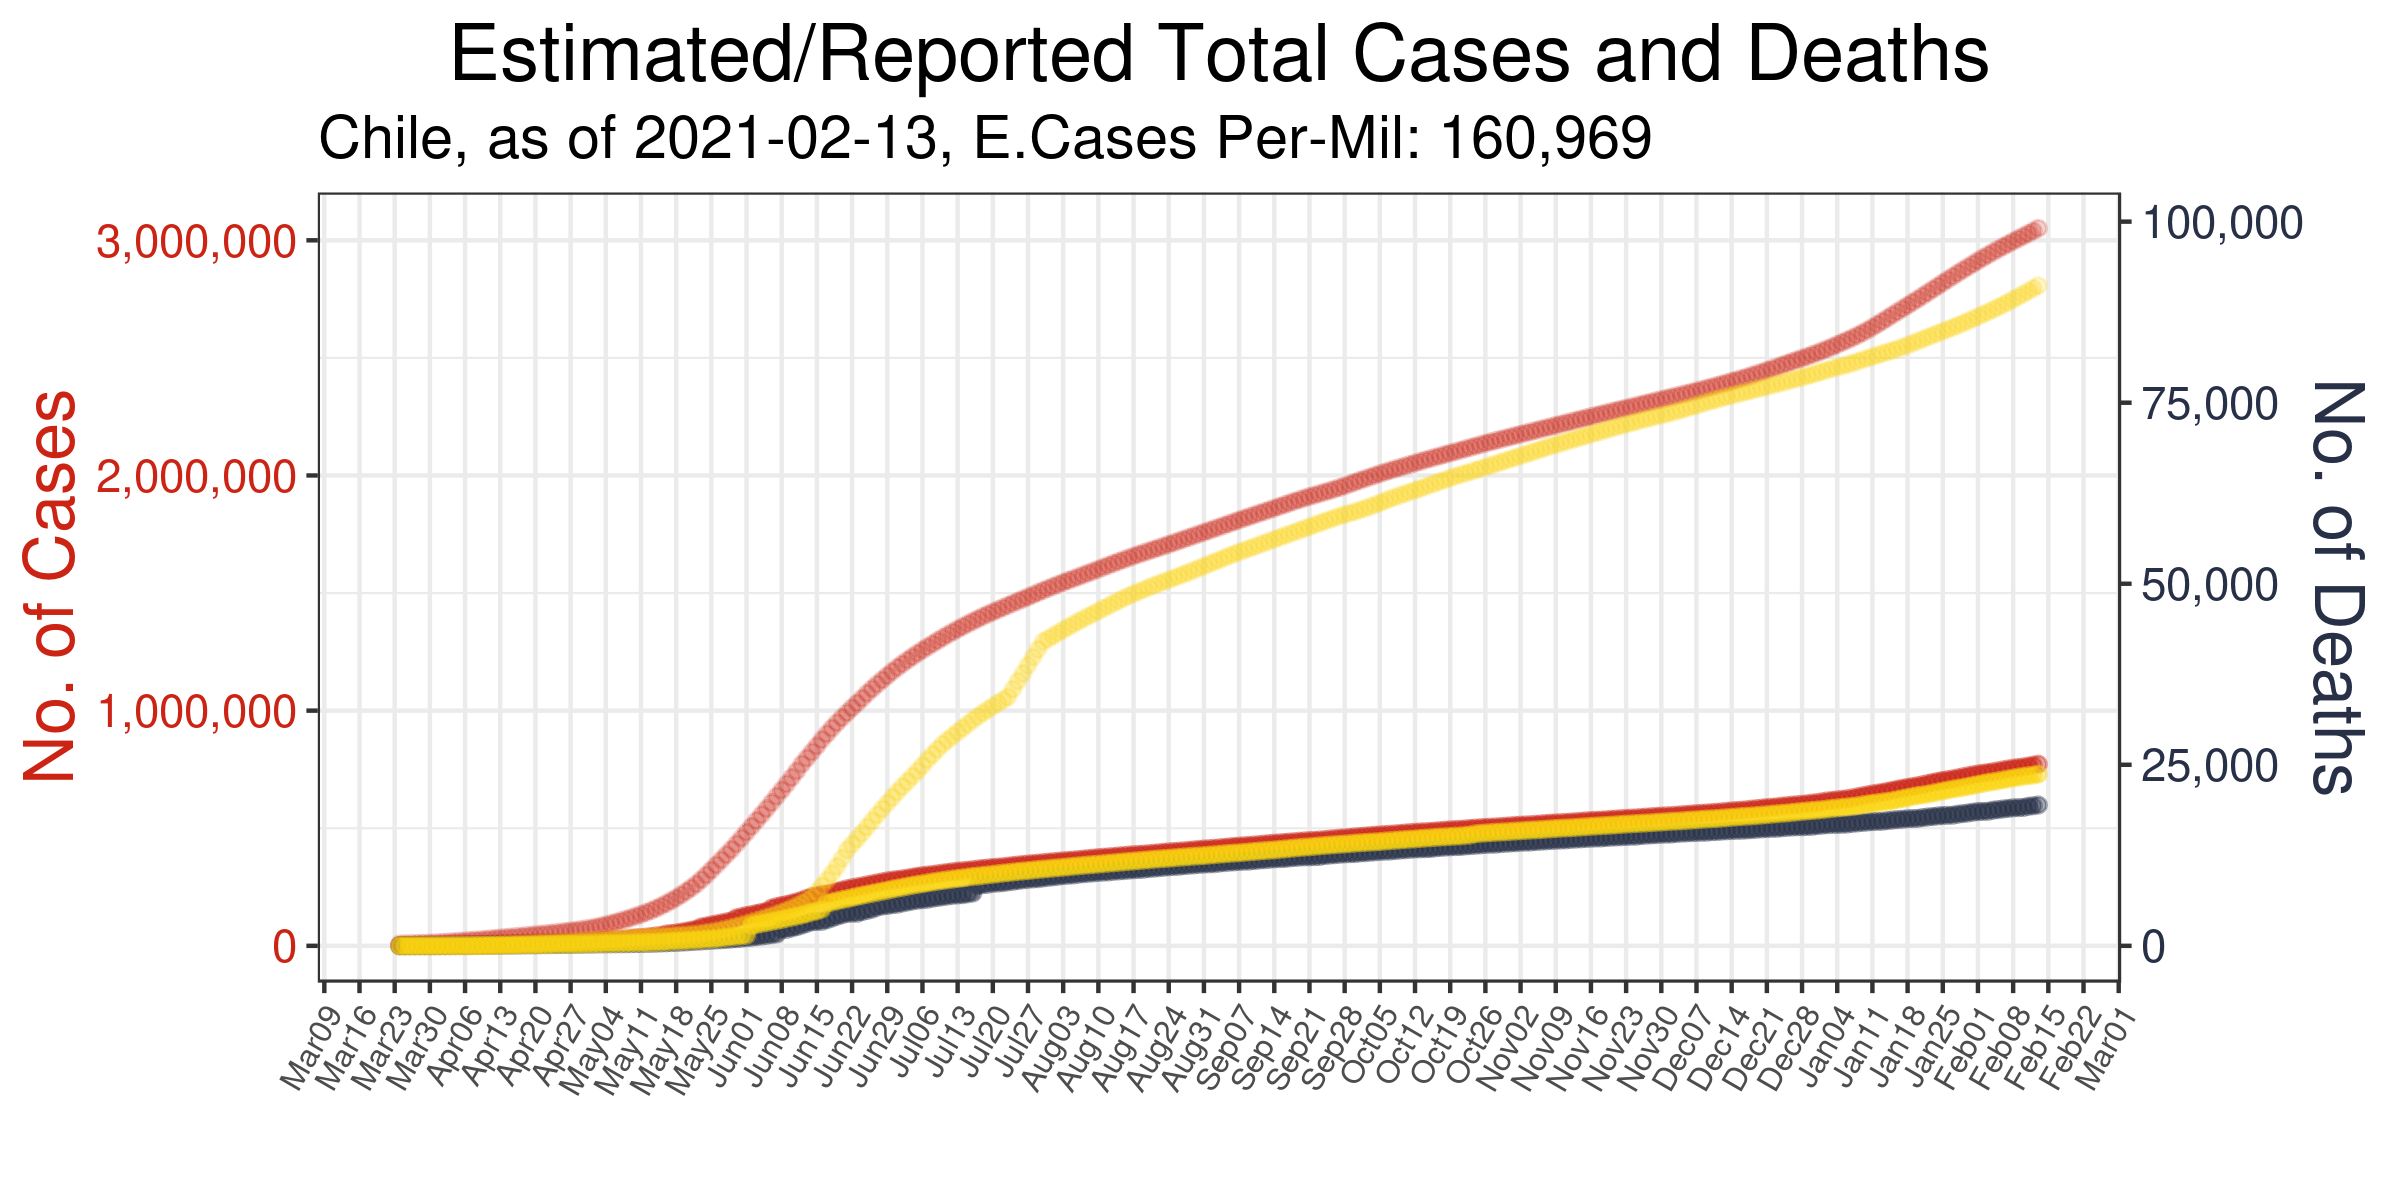 Estimated/Reported Total Cases and Deaths
Chile, as of 2021-02-13, E.Cases Per-Mil: 160,969
No. of Cases
3,000,000
2,000,000
1,000,000
0
100,000
75,000
50,000
25,000
0
No. of Deaths
Mar09
Mar16
Mar23
Mar30
Apr06
Apr13
Apr20
Apr27
May04
May11
May18
May25
Jun01
Jun08
Jun15
Jun22
Jun29
Jul06
Jul13
Jul20
Jul27
Aug03
Aug10
Aug17
Aug24
Aug31
Sep07
Sep14
Sep21
Sep28
Oct05
Oct12
Oct19
Oct26
Nov02
Nov09
Nov16
Nov23
Nov30
Dec07
Dec14
Dec21
Dec28
Jan04
Jan11
Jan18
Jan25
Feb01
Feb08
Feb15
Feb22
Mar01